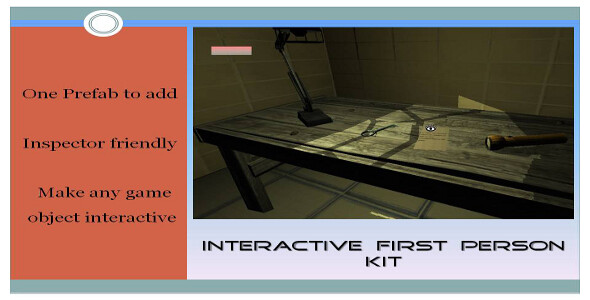 One Prefab to add
Inspector friendly
Make any game
object interactive
INTERACTIVE FIRST PERSON
KIT